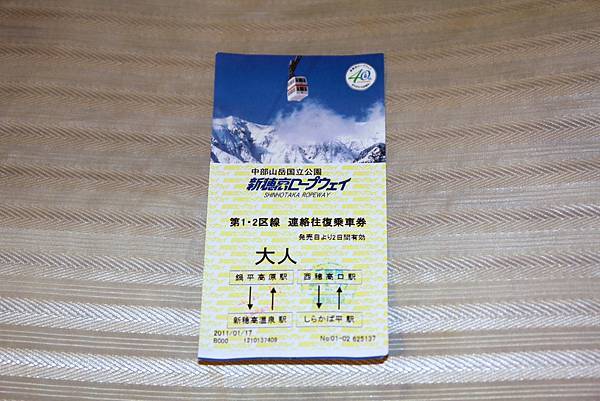 40
中部山岳国立公園
新穂高ロープウェイ
SHINHOTAKA ROPEWAY
第1・2区線 連絡往復乗車券
発売日より2日間有効
大人
鍋平高原駅 西穂高口駅
新穂高温泉駅 しらかば平駅
2011/01/17
B000 1210137409 No:01-02 625137